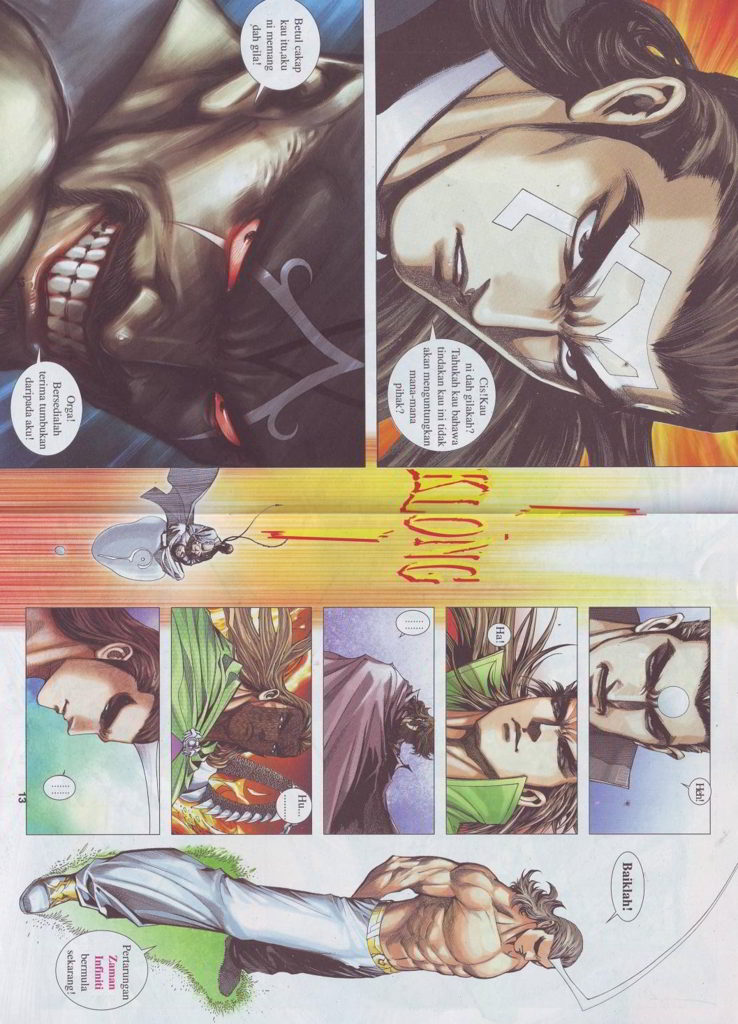 Cis!Kau
ni dah gilakah?
Tahukah kau bahawa
tindakan kau ini tidak
akan menguntungkan
mana-mana
pihak?
Betul cakap
kau itu,aku
ni memang
dah gila!
Orga!
Bersedialah
terima tumbukan
daripada aku!
KLONG
Heh!
Ha!
......
Hu...
......
......
Baiklah!
Pertarungan
Zaman
Infiniti
bermula
sekarang!
13